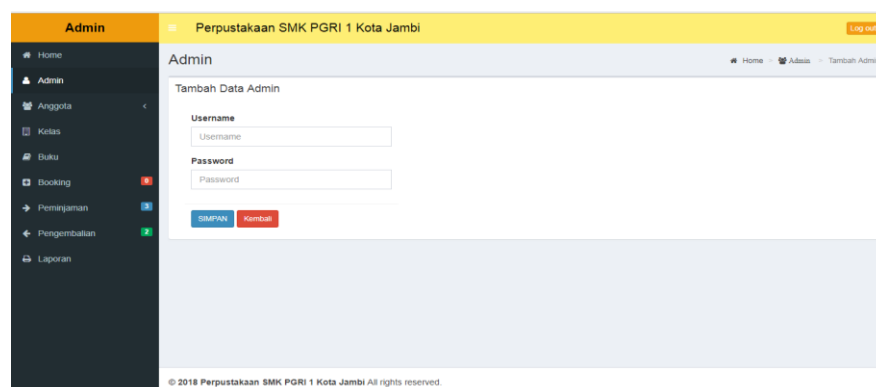 Admin
Perpustakaan SMK PGRI 1 Kota Jambi
Log out
Home
Admin
Anggota
Kelas
Buku
Booking 0
Peminjaman 3
Pengembalian 2
Laporan
Admin
Home > Admin > Tambah Admi
Tambah Data Admin
Username
Username
Password
Password
SIMPAN Kembali
© 2018 Perpustakaan SMK PGRI 1 Kota Jambi All rights reserved.